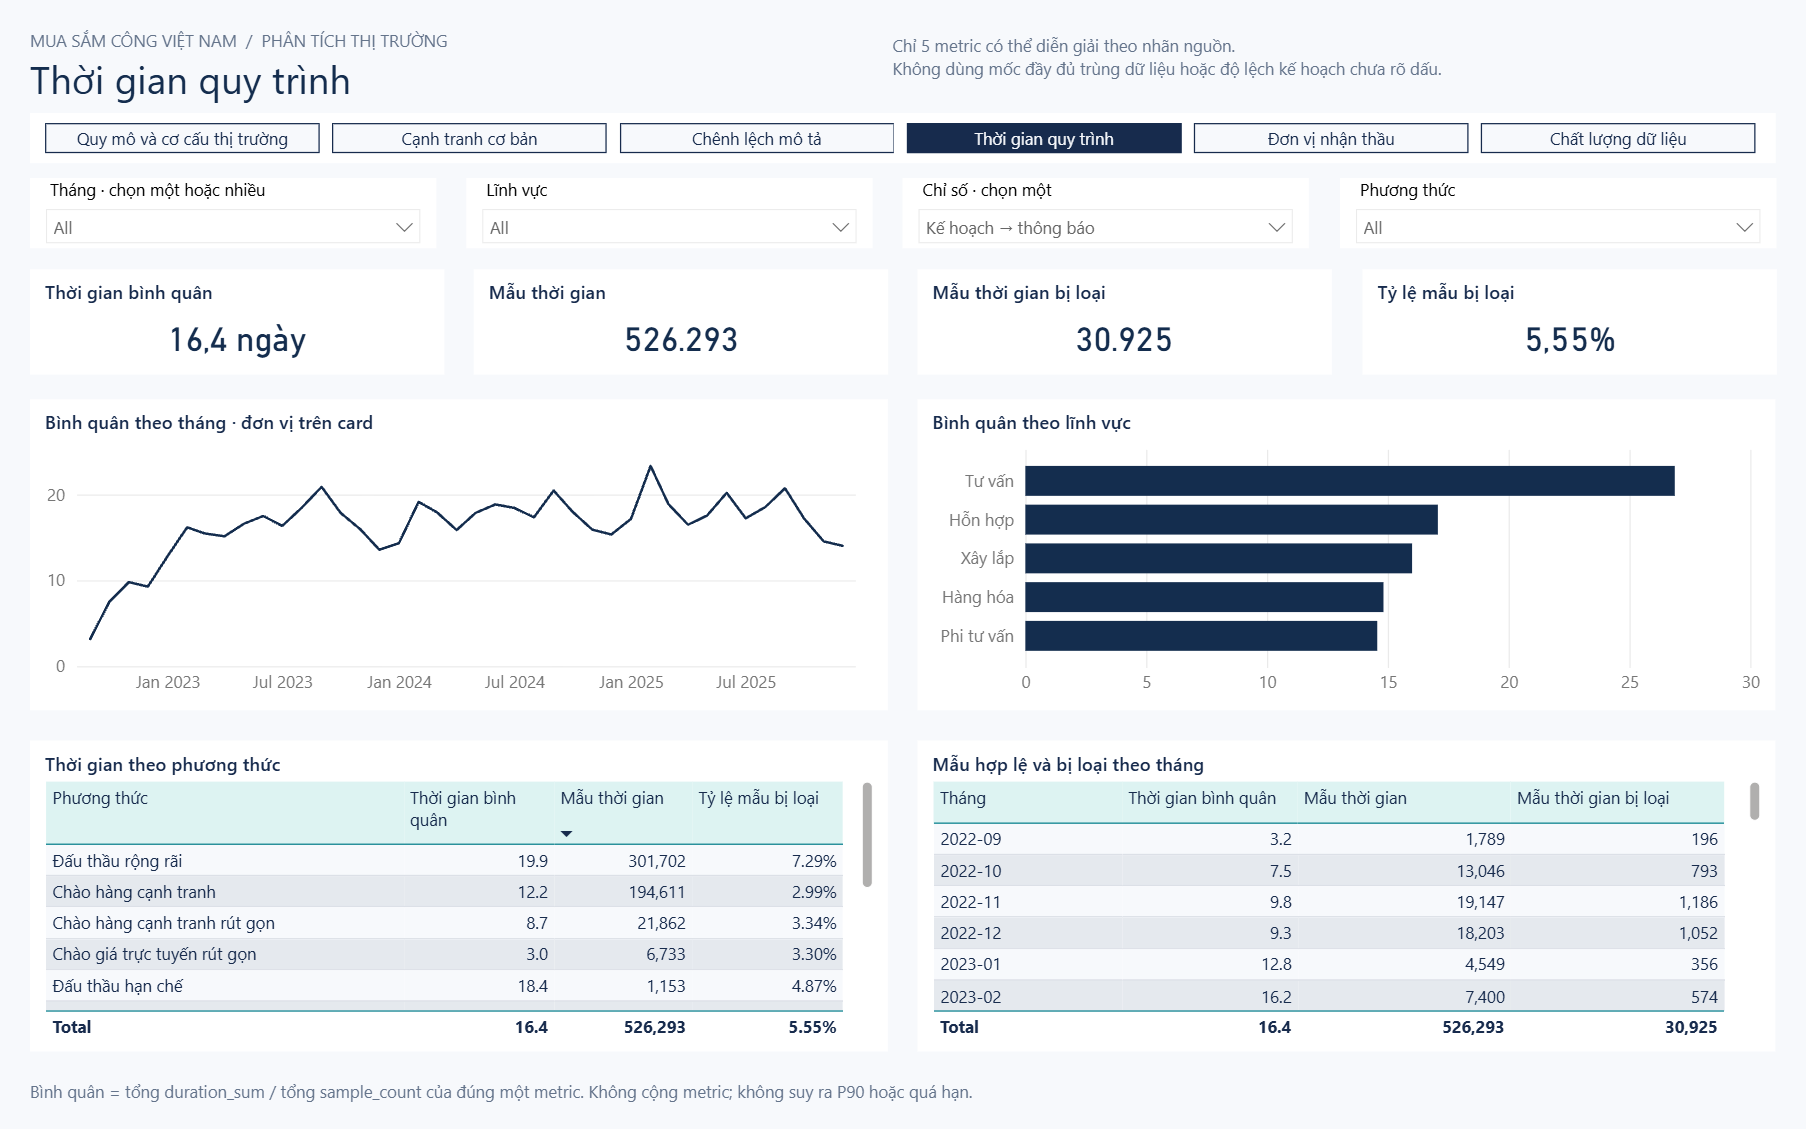 MUA SẮM CÔNG VIỆT NAM / PHÂN TÍCH THỊ TRƯỜNG
Thời gian quy trình
Chỉ 5 metric có thể diễn giải theo nhãn nguồn.
Không dùng mốc đầy đủ trùng dữ liệu hoặc độ lệch kế hoạch chưa rõ dấu.
Quy mô và cơ cấu thị trường
Cạnh tranh cơ bản
Chênh lệch mô tả
Thời gian quy trình
Đơn vị nhận thầu
Chất lượng dữ liệu
Tháng · chọn một hoặc nhiều
Lĩnh vực
Chỉ số · chọn một
Phương thức
All
All
Kế hoạch → thông báo
All
Thời gian bình quân
Mẫu thời gian
Mẫu thời gian bị loại
Tỷ lệ mẫu bị loại
16,4 ngày
526.293
30.925
5,55%
Bình quân theo tháng · đơn vị trên card
20
10
0
Jan 2023 Jul 2023 Jan 2024 Jul 2024 Jan 2025 Jul 2025
Bình quân theo lĩnh vực
Tư vấn
Hỗn hợp
Xây lắp
Hàng hóa
Phi tư vấn
0 5 10 15 20 25 30
Thời gian theo phương thức
Phương thức Thời gian bình quân Mẫu thời gian Tỷ lệ mẫu bị loại
Đấu thầu rộng rãi 19.9 301,702 7.29%
Chào hàng cạnh tranh 12.2 194,611 2.99%
Chào hàng cạnh tranh rút gọn 8.7 21,862 3.34%
Chào giá trực tuyến rút gọn 3.0 6,733 3.30%
Đấu thầu hạn chế 18.4 1,153 4.87%
Total 16.4 526,293 5.55%
Mẫu hợp lệ và bị loại theo tháng
Tháng Thời gian bình quân Mẫu thời gian Mẫu thời gian bị loại
2022-09 3.2 1,789 196
2022-10 7.5 13,046 793
2022-11 9.8 19,147 1,186
2022-12 9.3 18,203 1,052
2023-01 12.8 4,549 356
2023-02 16.2 7,400 574
Total 16.4 526,293 30,925
Bình quân = tổng duration_sum / tổng sample_count của đúng một metric. Không cộng metric; không suy ra P90 hoặc quá hạn.